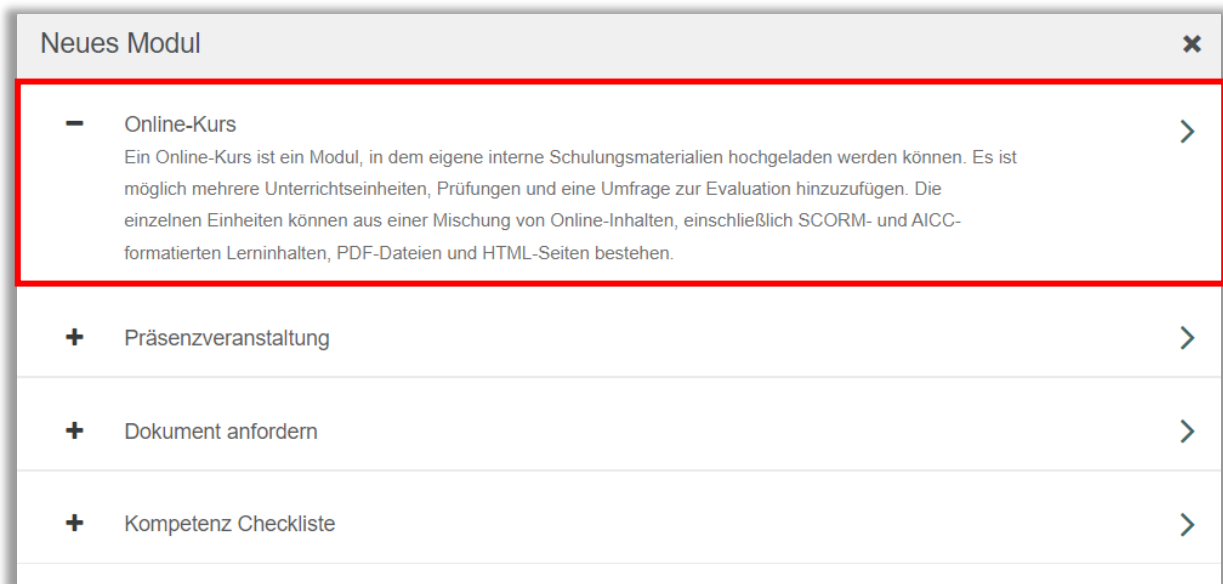 Neues Modul
Online-Kurs
Ein Online-Kurs ist ein Modul, in dem eigene interne Schulungsmaterialien hochgeladen werden können. Es ist
möglich mehrere Unterrichtseinheiten, Prüfungen und eine Umfrage zur Evaluation hinzuzufügen. Die
einzelnen Einheiten können aus einer Mischung von Online-Inhalten, einschließlich SCORM- und AICC-
formatierten Lerninhalten, PDF-Dateien und HTML-Seiten bestehen.
Präsenzveranstaltung
Dokument anfordern
Kompetenz Checkliste